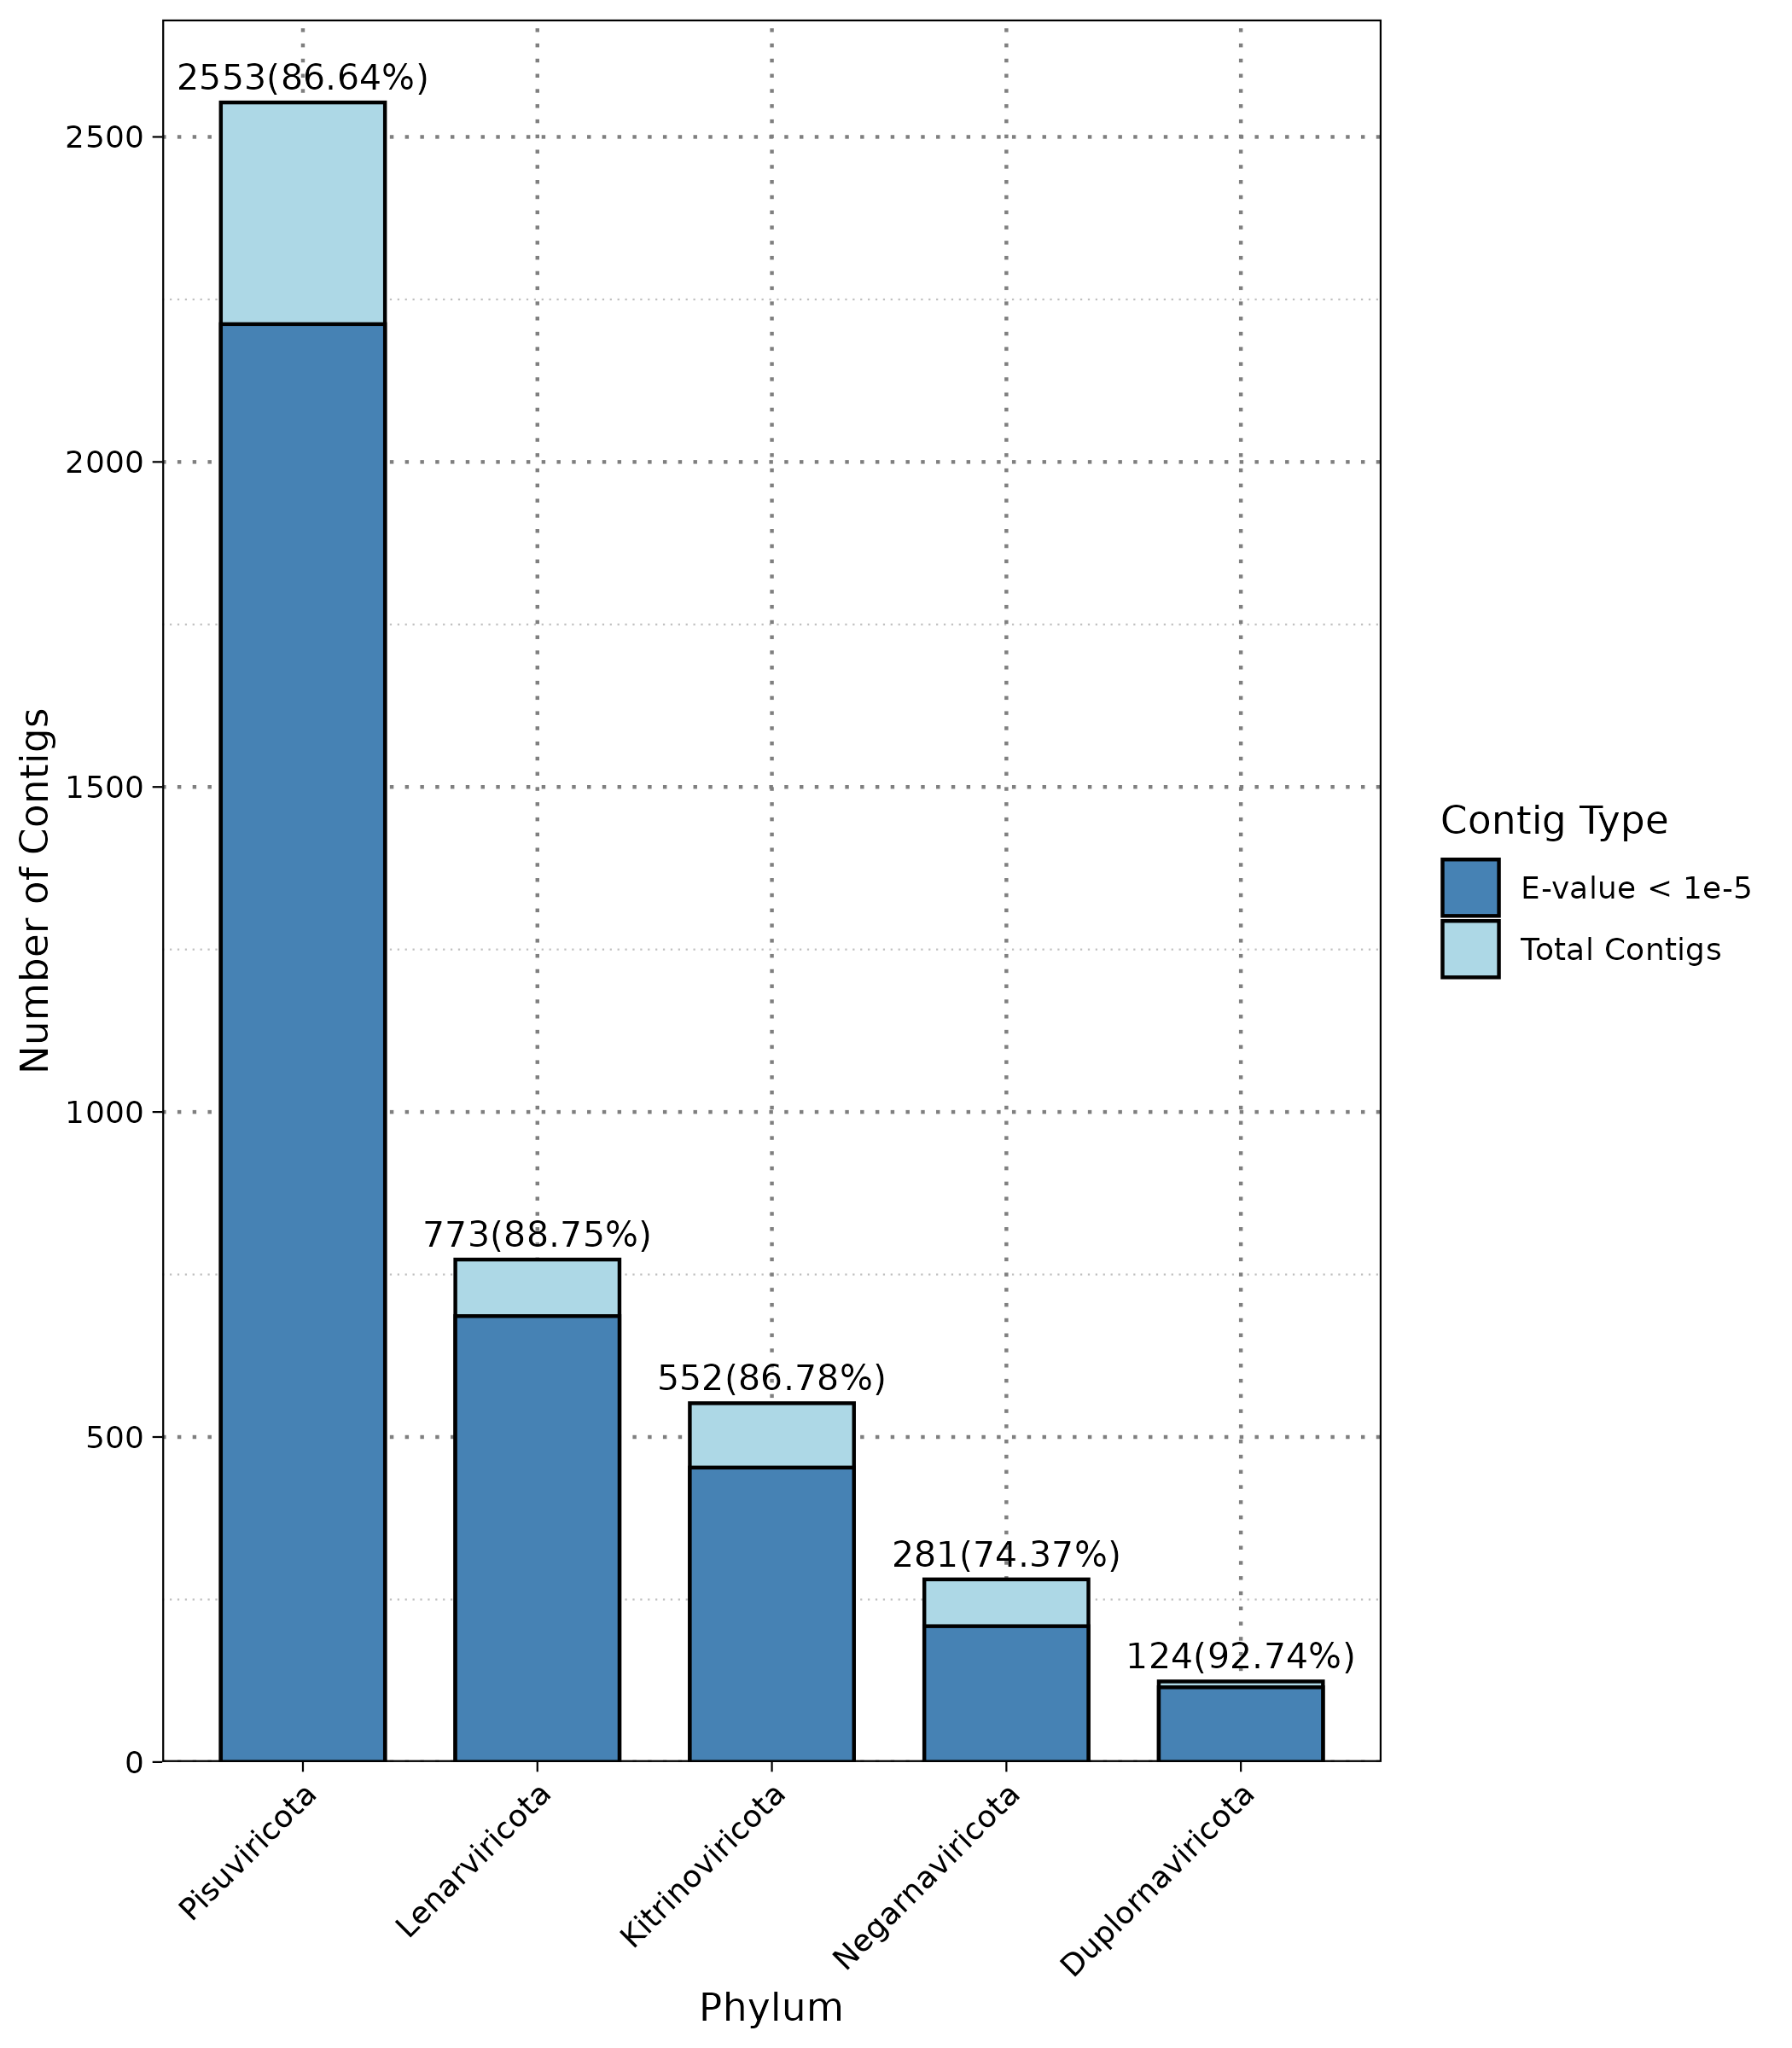 2553(86.64%)
2500
2000
1500
1000
500
0
773(88.75%)
552(86.78%)
281(74.37%)
124(92.74%)
Number of Contigs
Pisuviricota
Lenarviricota
Kitrinoviricota
Negarnaviricota
Duplornaviricota
Phylum
Contig Type
E-value < 1e-5
Total Contigs